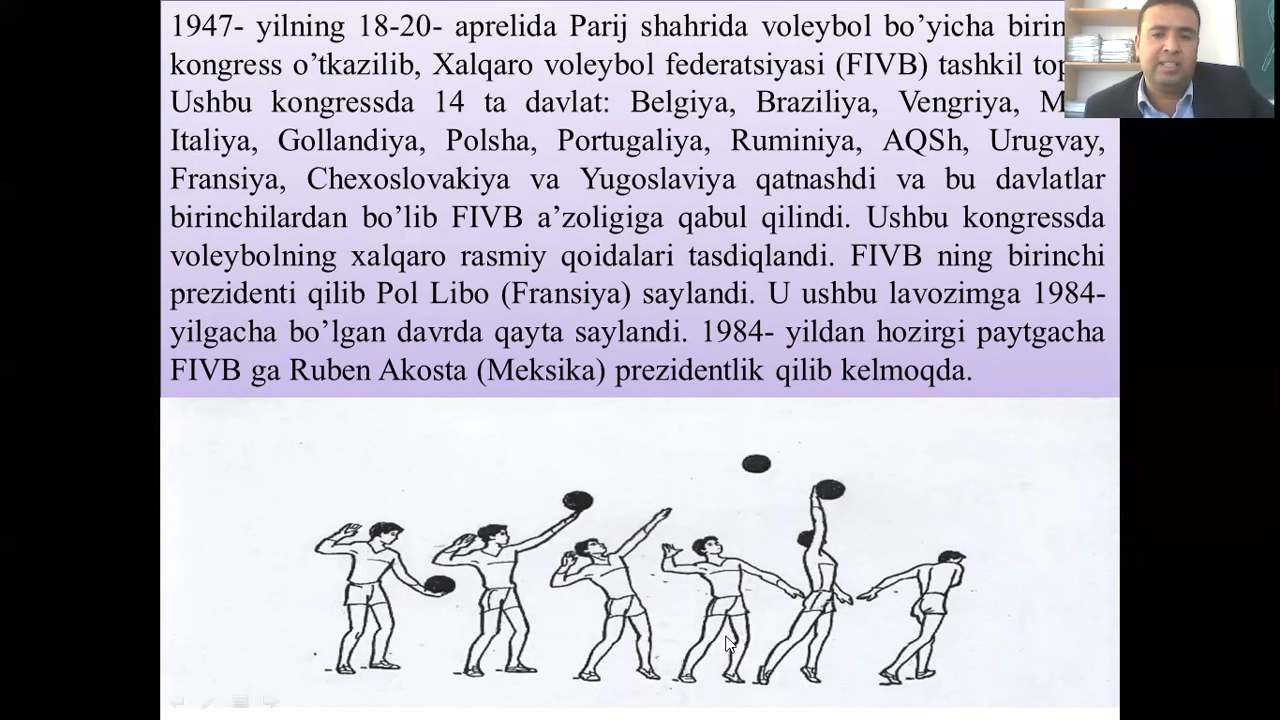 1947- yilning 18-20- aprelida Parij shahrida voleybol bo’yicha
kongress o’tkazilib, Xalqaro voleybol federatsiyasi (FIVB) tashkil
Ushbu kongressda 14 ta davlat: Belgiya, Braziliya, Vengriya,
Italiya, Gollandiya, Polsha, Portugaliya, Ruminiya, AQSh, Urugvay,
Fransiya, Chexoslovakiya va Yugoslaviya qatnashdi va bu davlatlar
birinchilardan bo’lib FIVB a’zoligiga qabul qilindi. Ushbu kongressda
voleybolning xalqaro rasmiy qoidalari tasdiqlandi. FIVB ning birinchi
prezidenti qilib Pol Libo (Fransiya) saylandi. U ushbu lavozimga 1984-
yilgacha bo’lgan davrda qayta saylandi. 1984- yildan hozirgi paytgacha
FIVB ga Ruben Akosta (Meksika) prezidentlik qilib kelmoqda.